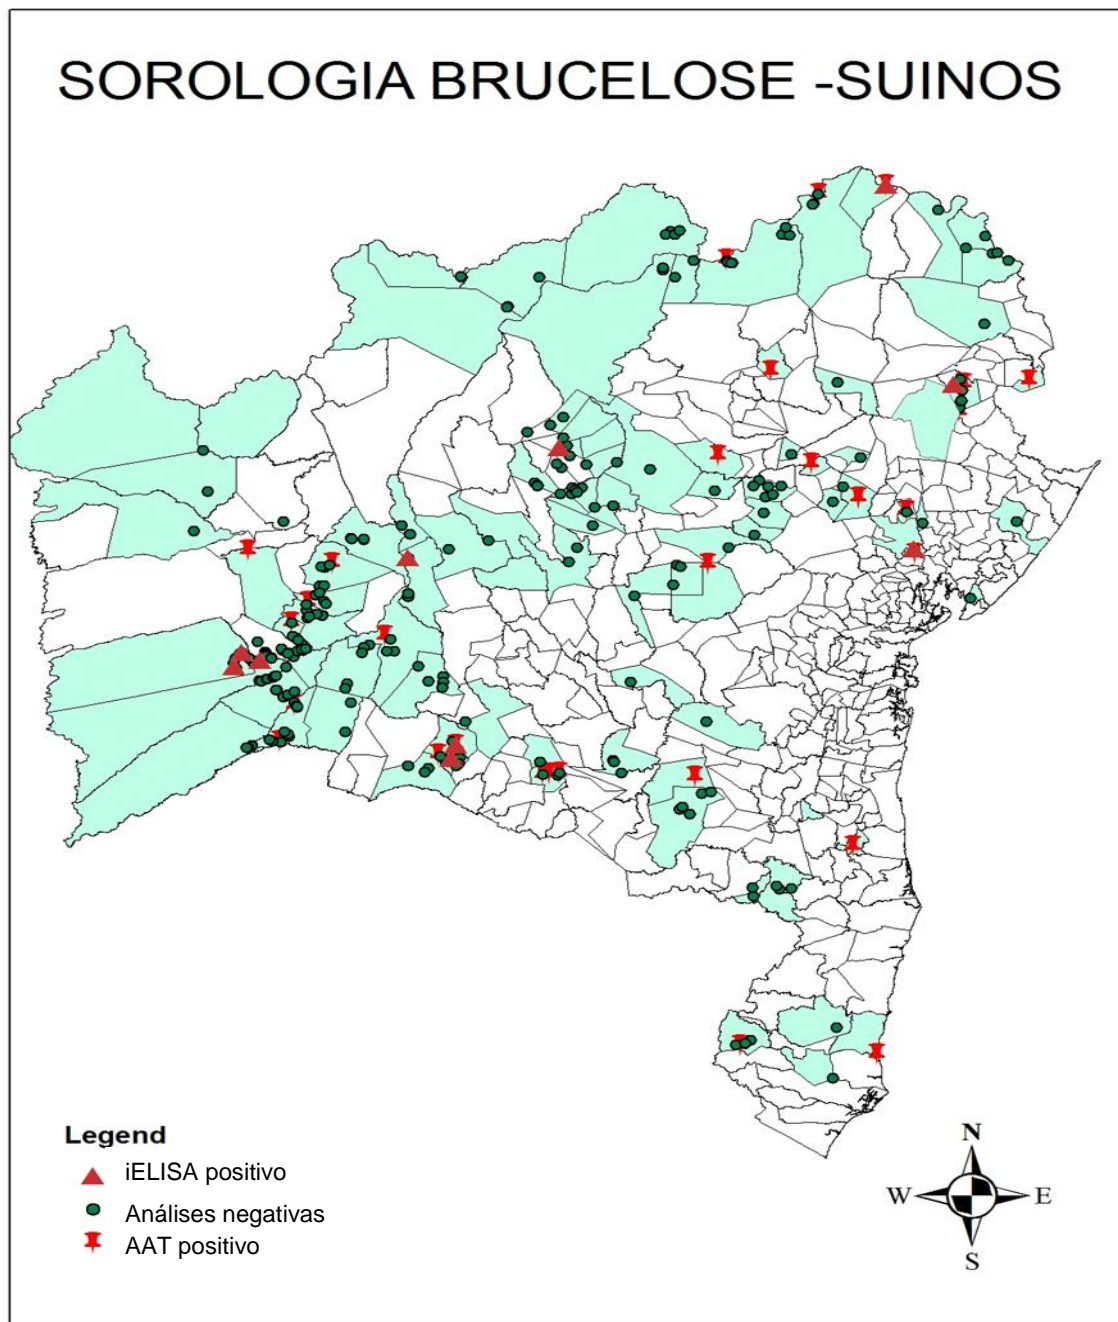 SOROLOGIA BRUCELOSE -SUINOS
Legend
iELISA positivo
Análises negativas
AAT positivo
N
W E
S